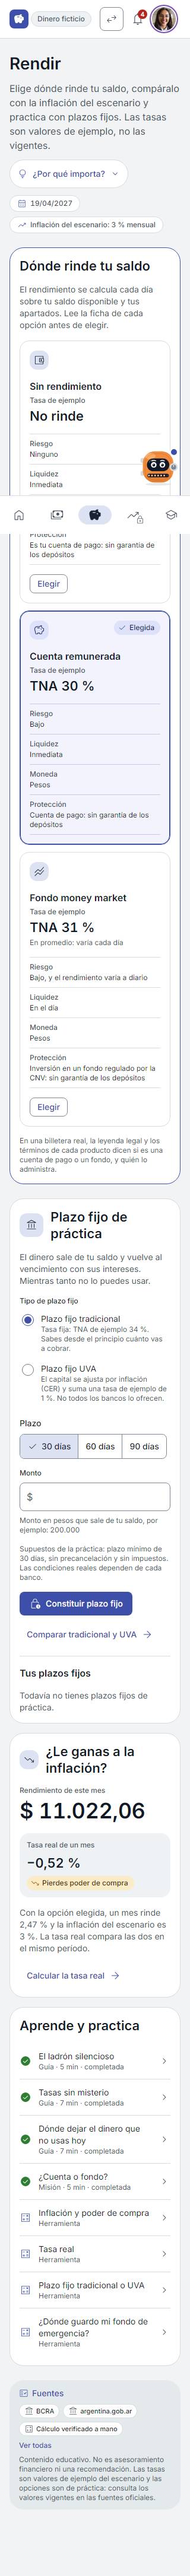 Dinero ficticio
4
Rendir
Elige dónde rinde tu saldo, compáralo
con la inflación del escenario y
practica con plazos fijos. Las tasas
son valores de ejemplo, no las
vigentes.
¿Por qué importa?
19/04/2027
Inflación del escenario: 3 % mensual
Dónde rinde tu saldo
El rendimiento se calcula cada día
sobre tu saldo disponible y tus
apartados. Lee la ficha de cada
opción antes de elegir.
Sin rendimiento
Tasa de ejemplo
No rinde
Riesgo
Ninguno
Liquidez
Inmediata
Protección
Es tu cuenta de pago: sin garantía de
los depósitos
Elegir
Elegida
Cuenta remunerada
Tasa de ejemplo
TNA 30 %
Riesgo
Bajo
Liquidez
Inmediata
Moneda
Pesos
Protección
Cuenta de pago: sin garantía de los
depósitos
Fondo money market
Tasa de ejemplo
TNA 31 %
En promedio: varía cada día
Riesgo
Bajo, y el rendimiento varía a diario
Liquidez
En el día
Moneda
Pesos
Protección
Inversión en un fondo regulado por la
CNV: sin garantía de los depósitos
Elegir
En una billetera real, la leyenda legal y los
términos de cada producto dicen si es una
cuenta de pago o un fondo, y quién lo
administra.
Plazo fijo de
práctica
El dinero sale de tu saldo y vuelve al
vencimiento con sus intereses.
Mientras tanto no lo puedes usar.
Tipo de plazo fijo
Plazo fijo tradicional
Tasa fija: TNA de ejemplo 34 %.
Sabes desde el principio cuánto vas
a cobrar.
Plazo fijo UVA
El capital se ajusta por inflación
(CER) y suma una tasa de ejemplo de
1 %. No todos los bancos lo ofrecen.
Plazo
30 días
60 días
90 días
Monto
$
Monto en pesos que sale de tu saldo, por
ejemplo: 200.000
Supuestos de la práctica: plazo mínimo de
30 días, sin precancelación y sin impuestos.
Las condiciones reales dependen de cada
banco.
Constituir plazo fijo
Comparar tradicional y UVA
Tus plazos fijos
Todavía no tienes plazos fijos de
práctica.
¿Le ganas a la
inflación?
Rendimiento de este mes
$ 11.022,06
Tasa real de un mes
−0,52 %
Pierdes poder de compra
Con la opción elegida, un mes rinde
2,47 % y la inflación del escenario es
3 %. La tasa real compara las dos en
el mismo período.
Calcular la tasa real
Aprende y practica
El ladrón silencioso
Guía · 5 min · completada
Tasas sin misterio
Guía · 7 min · completada
Dónde dejar el dinero que
no usas hoy
Guía · 7 min · completada
¿Cuenta o fondo?
Misión · 5 min · completada
Inflación y poder de compra
Herramienta
Tasa real
Herramienta
Plazo fijo tradicional o UVA
Herramienta
¿Dónde guardo mi fondo de
emergencia?
Herramienta
Fuentes
BCRA
argentina.gob.ar
Cálculo verificado a mano
Ver todas
Contenido educativo. No es asesoramiento
financiero ni una recomendación. Las tasas
son valores de ejemplo del escenario y las
opciones son de práctica: consulta los
valores vigentes en las fuentes oficiales.